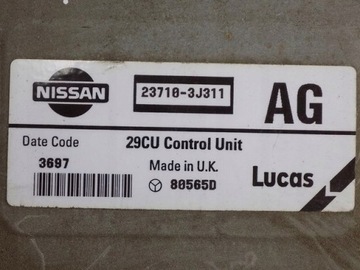 NISSAN
23710-3J311
AG
Date Code
29CU Control Unit
3697
Made in U.K.
80565D
Lucas